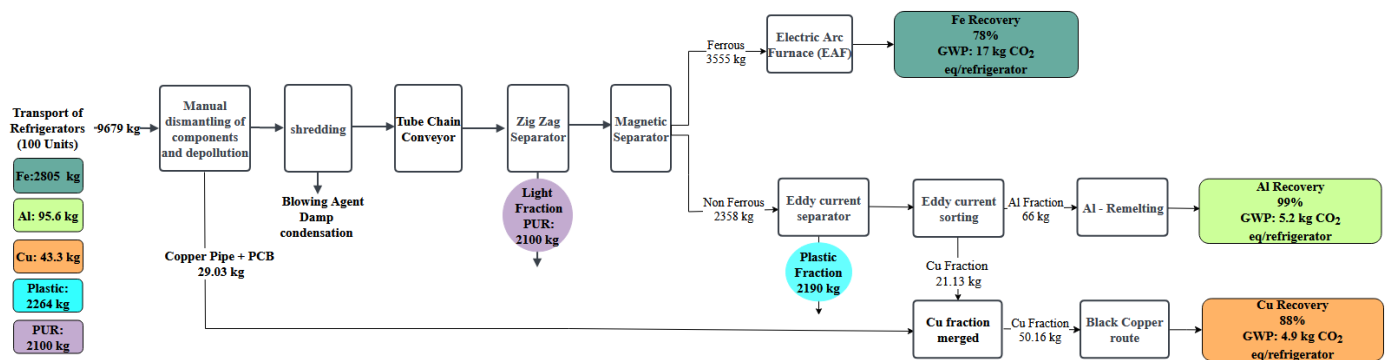 Transport of
Refrigerators
(100 Units)
9679 kg
Fe:2805 kg
Al: 95.6 kg
Cu: 43.3 kg
Plastic:
2264 kg
PUR:
2100 kg
Manual
dismantling of
components
and depollution
shredding
Blowing Agent
Damp
condensation
Tube Chain
Conveyor
Zig Zag
Separator
Light
Fraction
PUR:
2100 kg
Magnetic
Separator
Ferrous
3555 kg
Electric Arc
Furnace (EAF)
Fe Recovery
78%
GWP: 17 kg CO₂
eq/refrigerator
Non Ferrous
2358 kg
Eddy current
separator
Plastic
Fraction
2190 kg
Eddy current
sorting
Al Fraction
66 kg
Al - Remelting
Al Recovery
99%
GWP: 5.2 kg CO₂
eq/refrigerator
Copper Pipe + PCB
29.03 kg
Cu Fraction
21.13 kg
Cu fraction
merged
Cu Fraction
50.16 kg
Black Copper
route
Cu Recovery
88%
GWP: 4.9 kg CO₂
eq/refrigerator